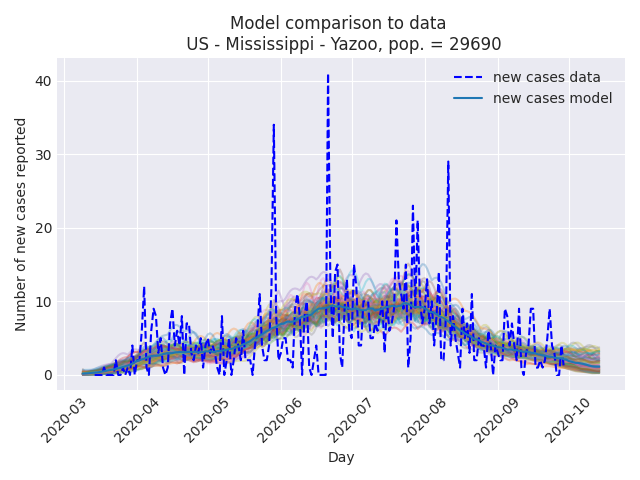 Model comparison to data
US - Mississippi - Yazoo, pop. = 29690
new cases data
new cases model
Number of new cases reported
40
30
20
10
0
2020-03
2020-04
2020-05
2020-06
2020-07
2020-08
2020-09
2020-10
Day